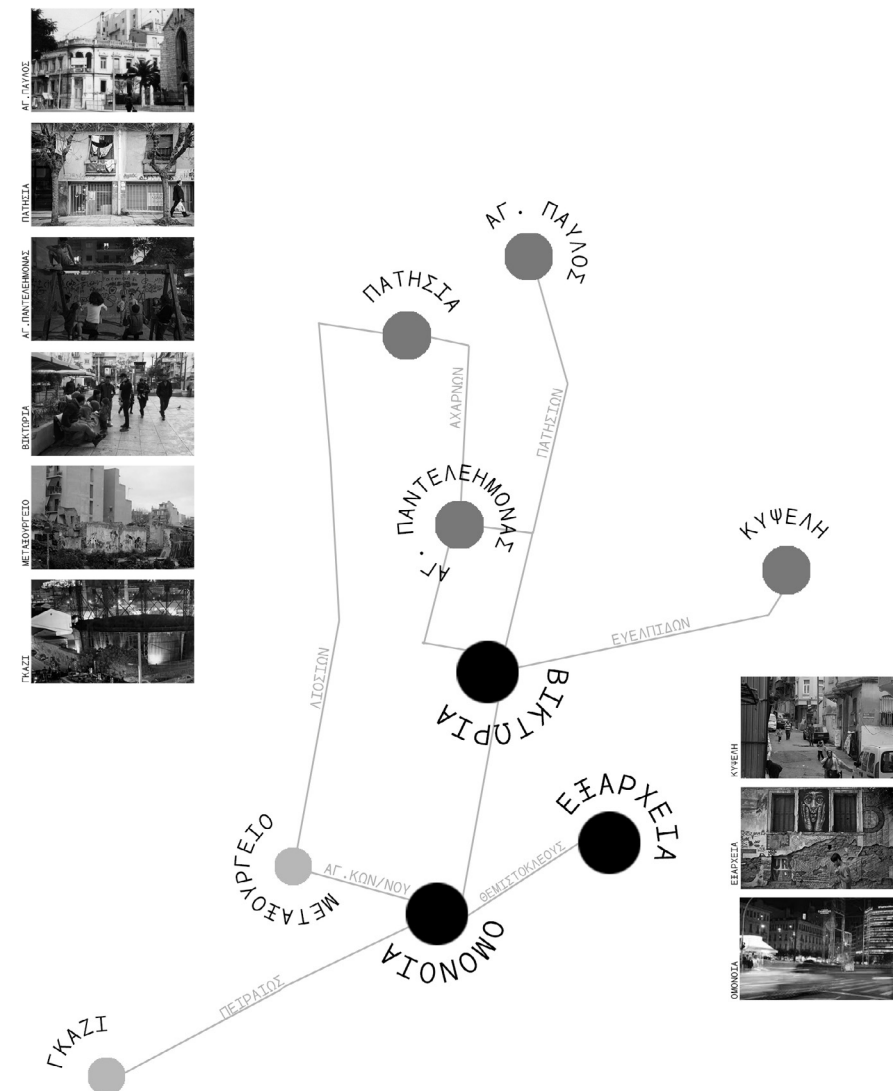 ΑΓ.ΠΑΥΛΟΣ
ΠΑΤΗΣΙΑ
ΑΓ.ΠΑΝΤΕΛΕΗΜΟΝΑΣ
ΒΙΚΤΩΡΙΑ
ΜΕΤΑΞΟΥΡΓΕΙΟ
ΓΚΑΖΙ
ΑΓ. ΠΑΥΛΟΣ
ΠΑΤΗΣΙΑ
ΑΧΑΡΝΩΝ
ΠΑΤΗΣΙΩΝ
ΑΓ. ΠΑΝΤΕΛΕΗΜΟΝΑΣ
ΚΥΨΕΛΗ
ΕΥΕΛΠΙΔΩΝ
ΛΙΟΣΙΩΝ
ΒΙΚΤΩΡΙΑ
ΕΞΑΡΧΕΙΑ
ΜΕΤΑΞΟΥΡΓΕΙΟ
ΑΓ.ΚΩΝ/ΝΟΥ
ΘΕΜΙΣΤΟΚΛΕΟΥΣ
ΟΜΟΝΟΙΑ
ΠΕΙΡΑΙΩΣ
ΓΚΑΖΙ
ΚΥΨΕΛΗ
ΕΞΑΡΧΕΙΑ
ΟΜΟΝΟΙΑ